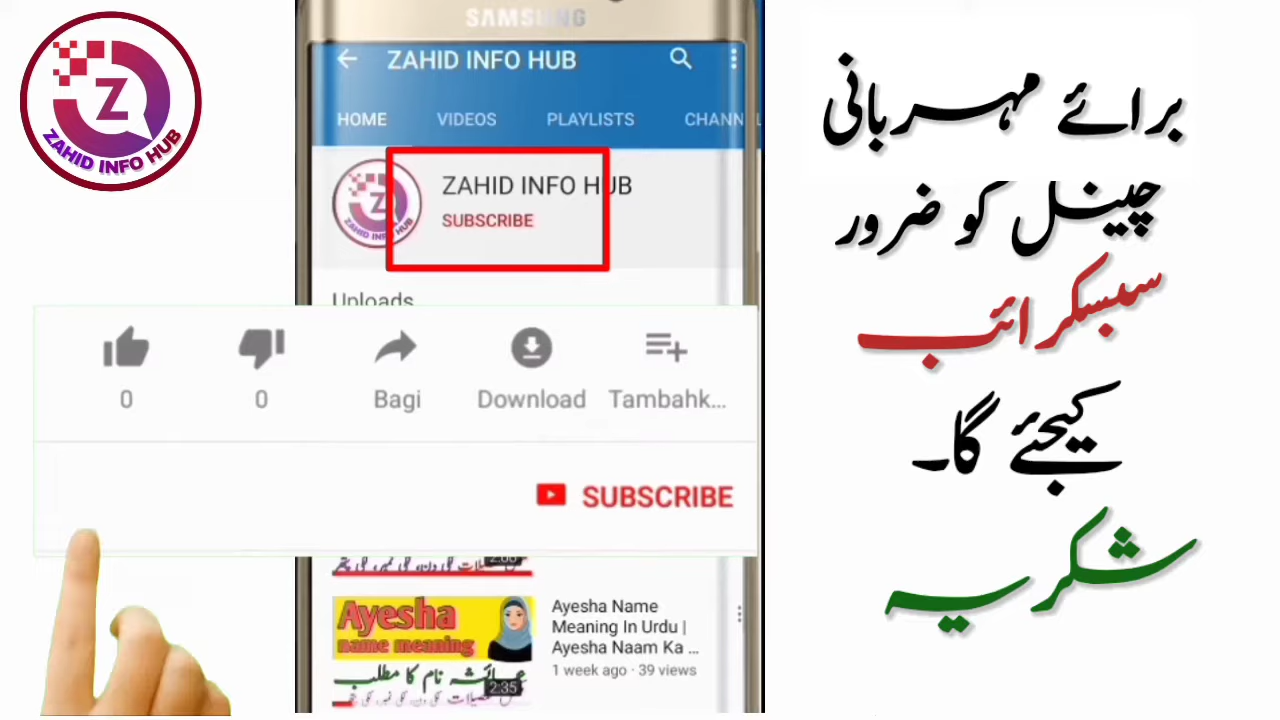 SAMSUNG
ZAHID INFO HUB
HOME VIDEOS PLAYLISTS CHANN
ZAHID INFO HUB
SUBSCRIBE
Uploads
0 0 Bagi Download Tambahk...
SUBSCRIBE
Ayesha
name meaning
عائشہ نام کا مطلب
2:35
Ayesha Name
Meaning In Urdu |
Ayesha Naam Ka ...
1 week ago · 39 views
Z
ZAHID INFO HUB
برائے مہربانی
چینل کو ضرور
سبسکرائب
کیجئے گا۔
شکریہ